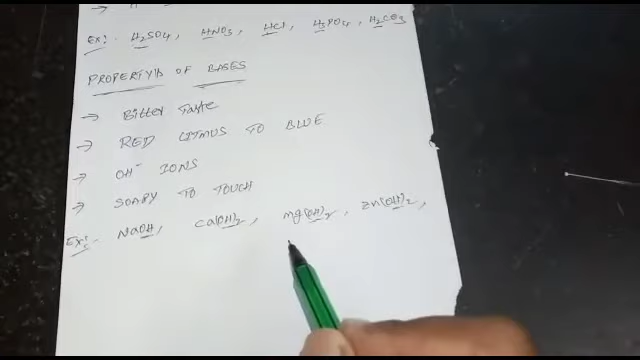 Ex:- H₂SO₄, HNO₃, HCl, H₃PO₄, H₂CO₃
PROPERTY'S OF BASES
→ Bitter Taste
→ RED LITMUS TO BLUE
→ OH⁻ IONS
→ SOAPY TO TOUCH
Ex:- NaOH, Ca(OH)₂, Mg(OH)₂, Zn(OH)₂,